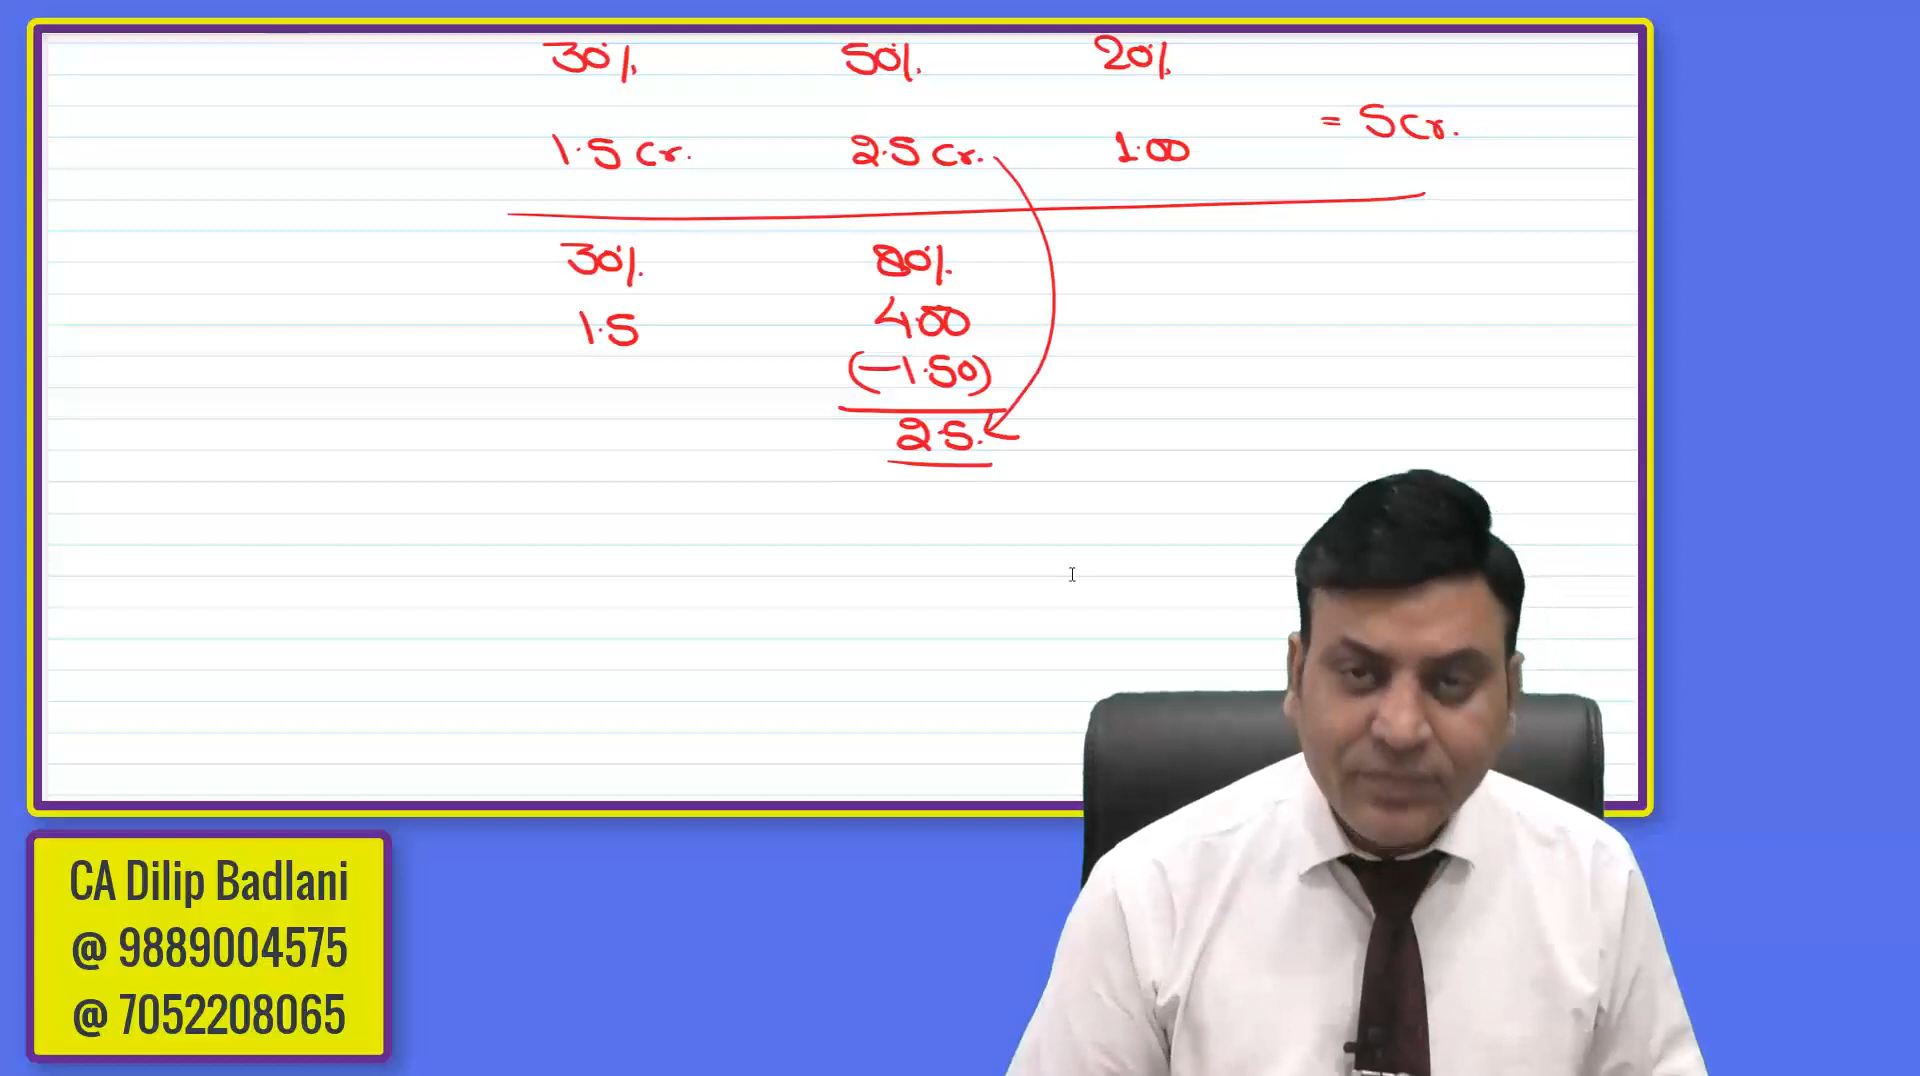 30% 50% 20%
1.5 Cr. 2.5 Cr. 1.00 = 5 Cr.
30% 80%
1.5 4.00
(-1.50)
2.5.
CA Dilip Badlani
@ 9889004575
@ 7052208065